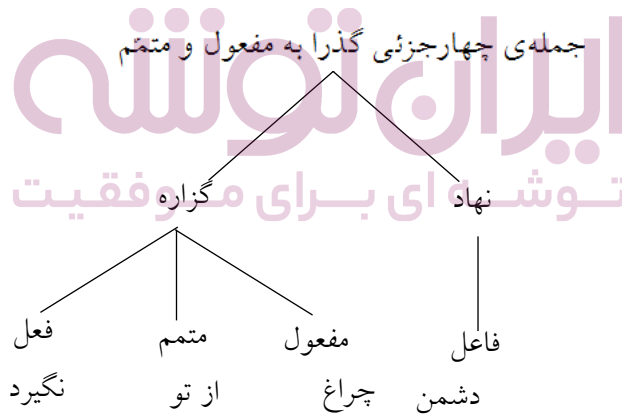 جمله‌ی چهارجزئی گذرا به مفعول و متمّم
ایران توشه
توشه ای برای موفقیت
نهاد گزاره
فاعل مفعول متمم فعل
دشمن چراغ از تو نگیرد